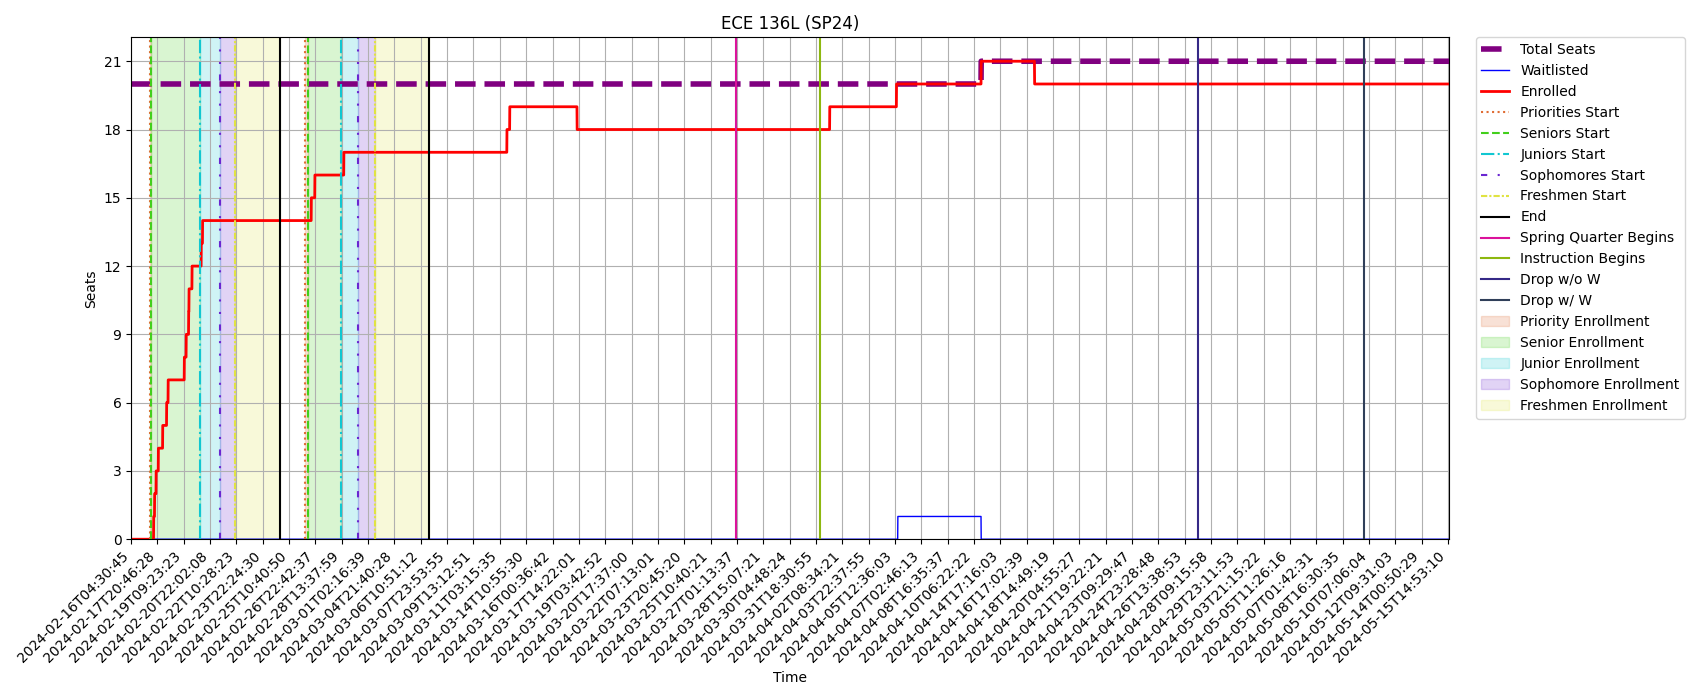 ECE 136L (SP24)
Seats
21
18
15
12
9
6
3
0
2024-02-16T04:30:45
2024-02-17T20:46:28
2024-02-19T09:23:23
2024-02-20T22:02:08
2024-02-22T10:28:23
2024-02-23T22:24:30
2024-02-25T10:40:50
2024-02-26T22:42:37
2024-02-28T13:37:59
2024-03-01T02:16:39
2024-03-04T21:40:28
2024-03-06T10:51:12
2024-03-07T23:53:55
2024-03-09T13:12:51
2024-03-11T03:15:35
2024-03-14T10:55:30
2024-03-16T00:36:42
2024-03-17T14:22:01
2024-03-19T03:42:52
2024-03-20T17:37:00
2024-03-22T07:13:01
2024-03-23T20:45:20
2024-03-25T10:40:21
2024-03-27T01:13:37
2024-03-28T15:07:21
2024-03-30T04:48:24
2024-03-31T18:30:55
2024-04-02T08:34:21
2024-04-03T22:37:55
2024-04-05T12:36:03
2024-04-07T02:46:13
2024-04-08T16:35:37
2024-04-10T06:22:22
2024-04-14T17:16:03
2024-04-16T17:02:39
2024-04-18T14:49:19
2024-04-20T04:55:27
2024-04-21T19:22:21
2024-04-23T09:29:47
2024-04-24T23:28:48
2024-04-26T13:38:53
2024-04-28T09:15:58
2024-04-29T23:11:53
2024-05-03T21:15:22
2024-05-05T11:26:16
2024-05-07T01:42:31
2024-05-08T16:30:35
2024-05-10T07:06:04
2024-05-12T09:31:03
2024-05-14T00:50:29
2024-05-15T14:53:10
Time
Total Seats
Waitlisted
Enrolled
Priorities Start
Seniors Start
Juniors Start
Sophomores Start
Freshmen Start
End
Spring Quarter Begins
Instruction Begins
Drop w/o W
Drop w/ W
Priority Enrollment
Senior Enrollment
Junior Enrollment
Sophomore Enrollment
Freshmen Enrollment